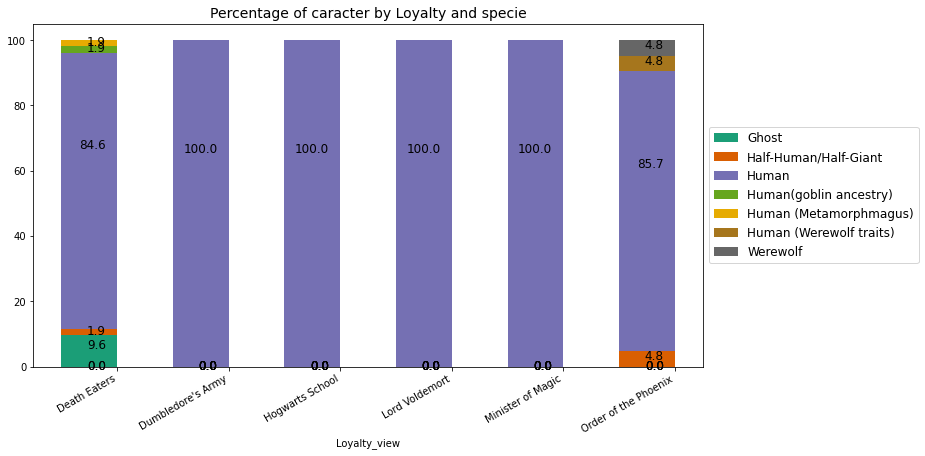 Percentage of caracter by Loyalty and specie
100
80
60
40
20
0
1.9
1.9
84.6
1.9
9.6
0.0
100.0
0.0
100.0
0.0
100.0
0.0
100.0
0.0
4.8
4.8
85.7
4.8
0.0
Death Eaters
Dumbledore's Army
Hogwarts School
Lord Voldemort
Minister of Magic
Order of the Phoenix
Loyalty_view
Ghost
Half-Human/Half-Giant
Human
Human(goblin ancestry)
Human (Metamorphmagus)
Human (Werewolf traits)
Werewolf